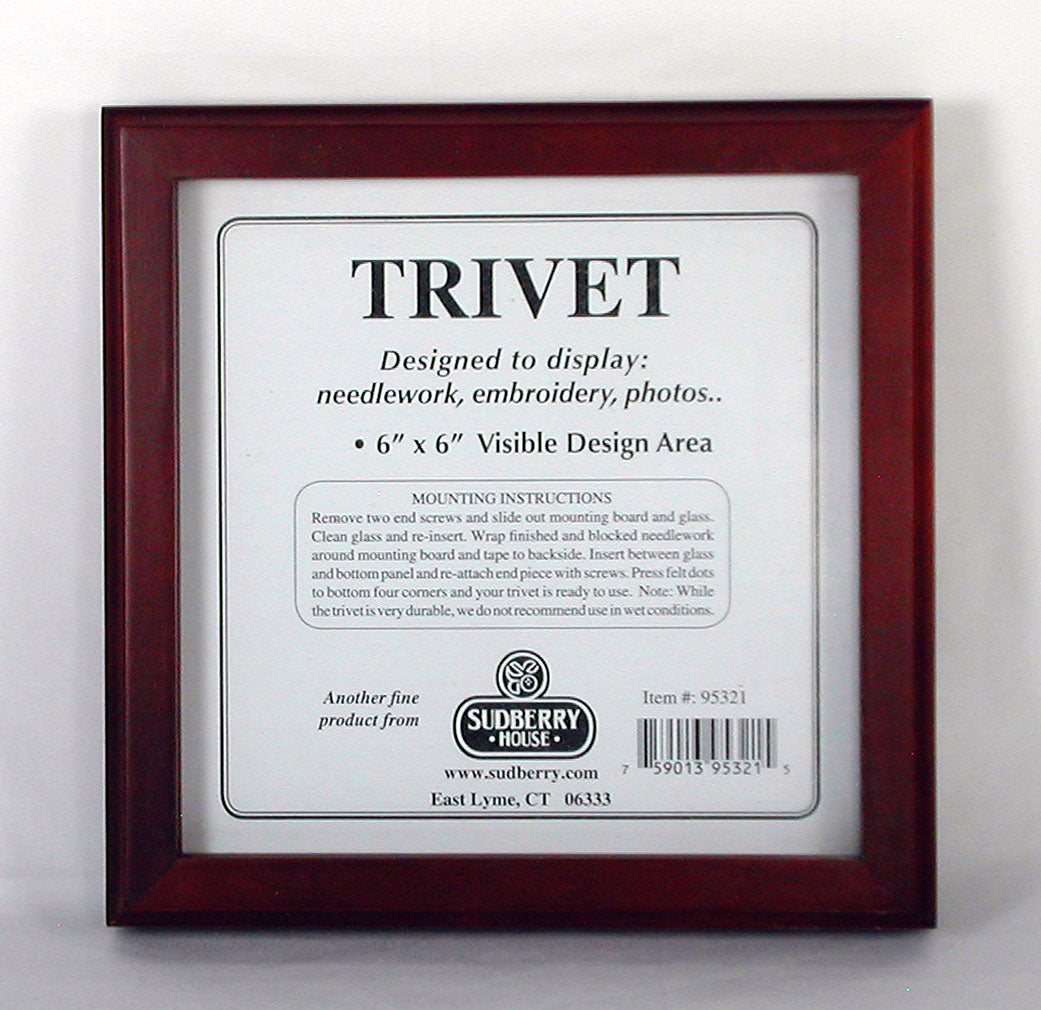 TRIVET
Designed to display:
needlework, embroidery, photos..
• 6" x 6" Visible Design Area
MOUNTING INSTRUCTIONS
Remove two end screws and slide out mounting board and glass.
Clean glass and re-insert. Wrap finished and blocked needlework
around mounting board and tape to backside. Insert between glass
and bottom panel and re-attach end piece with screws. Press felt dots
to bottom four corners and your trivet is ready to use. Note: While
the trivet is very durable, we do not recommend use in wet conditions.
Another fine
product from
SUDBERRY
• HOUSE •
www.sudberry.com
East Lyme, CT 06333
Item #: 95321
7 59013 95321 5